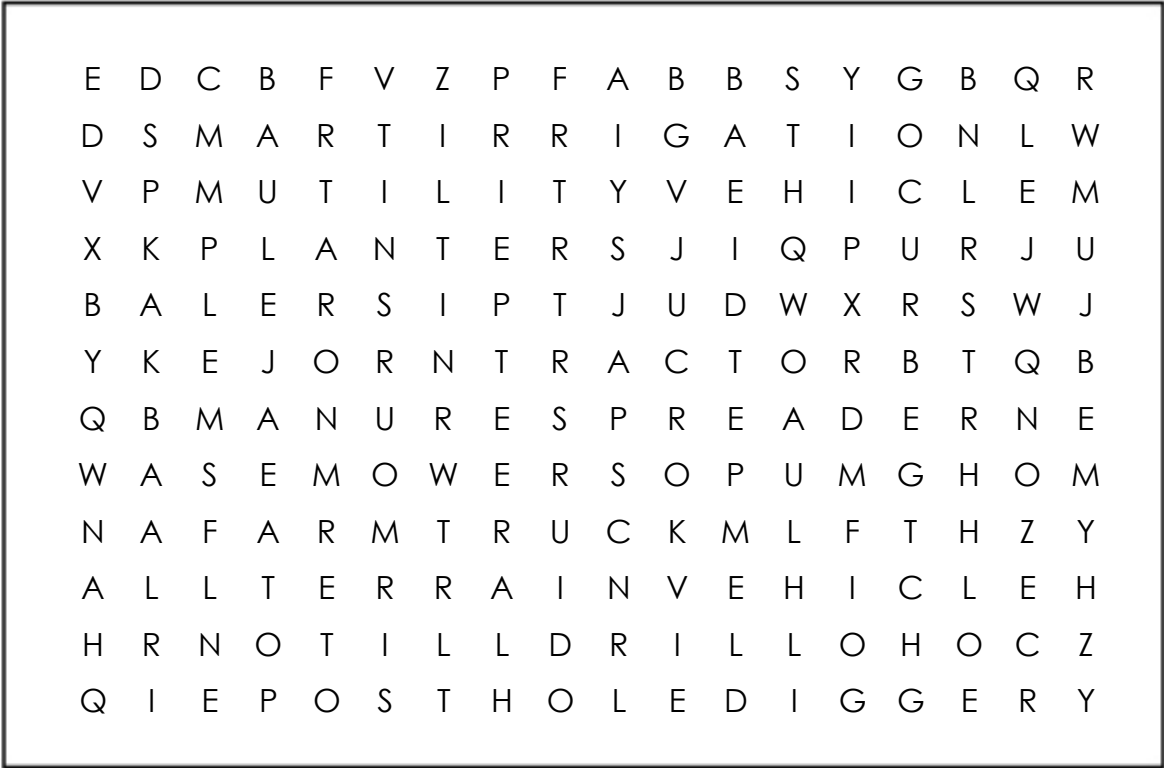 E D C B F V Z P F A B B S Y G B Q R
D S M A R T I R R I G A T I O N L W
V P M U T I L I T Y V E H I C L E M
X K P L A N T E R S J I Q P U R J U
B A L E R S I P T J U D W X R S W J
Y K E J O R N T R A C T O R B T Q B
Q B M A N U R E S P R E A D E R N E
W A S E M O W E R S O P U M G H O M
N A F A R M T R U C K M L F T H Z Y
A L L T E R R A I N V E H I C L E H
H R N O T I L L D R I L L O H O C Z
Q I E P O S T H O L E D I G G E R Y